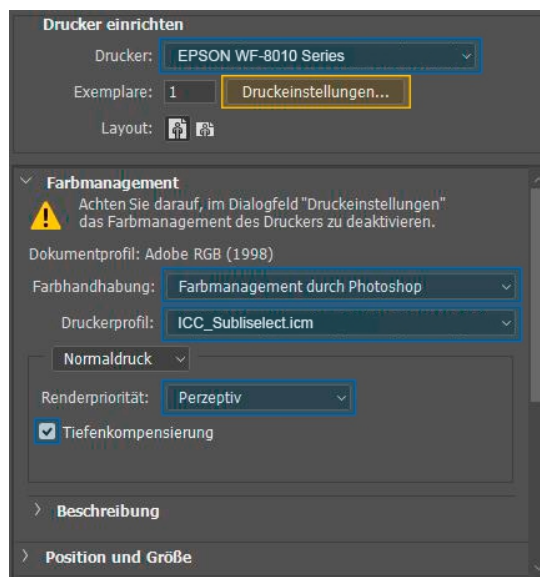 Drucker einrichten
Drucker: EPSON WF-8010 Series
Exemplare: 1 Druckeinstellungen...
Layout:
Farbmanagement
Achten Sie darauf, im Dialogfeld "Druckeinstellungen"
das Farbmanagement des Druckers zu deaktivieren.
Dokumentprofil: Adobe RGB (1998)
Farbhandhabung: Farbmanagement durch Photoshop
Druckerprofil: ICC_Subliselect.icm
Normaldruck
Renderpriorität: Perzeptiv
Tiefenkompensierung
Beschreibung
Position und Größe